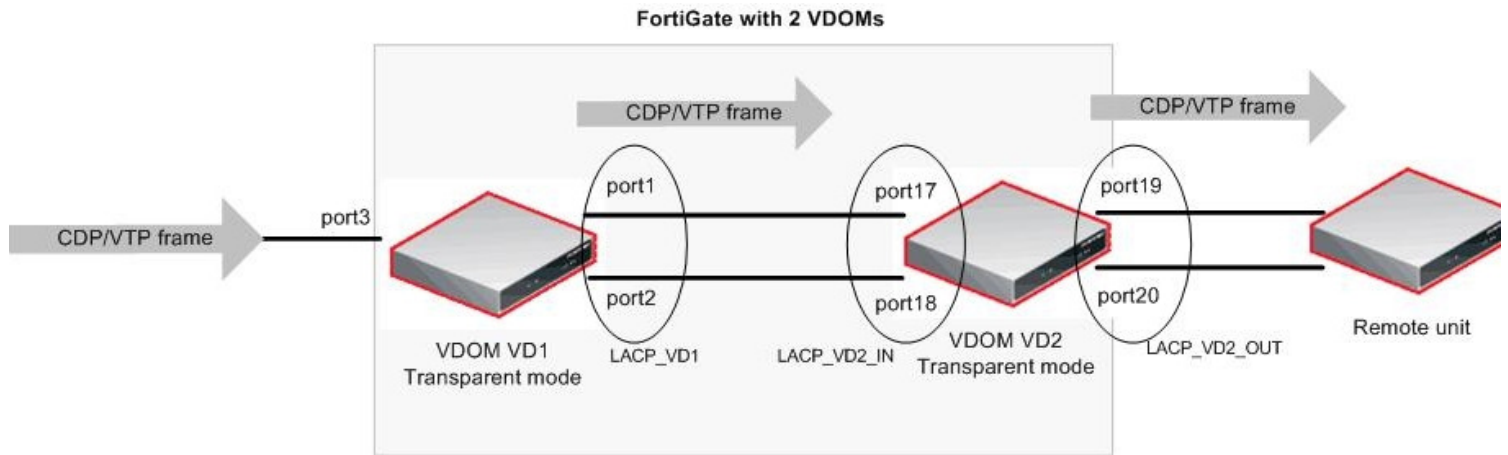 FortiGate with 2 VDOMs
CDP/VTP frame
CDP/VTP frame
CDP/VTP frame
port3
port1
port2
port17
port18
port19
port20
VDOM VD1
Transparent mode
LACP_VD1
LACP_VD2_IN
VDOM VD2
Transparent mode
LACP_VD2_OUT
Remote unit